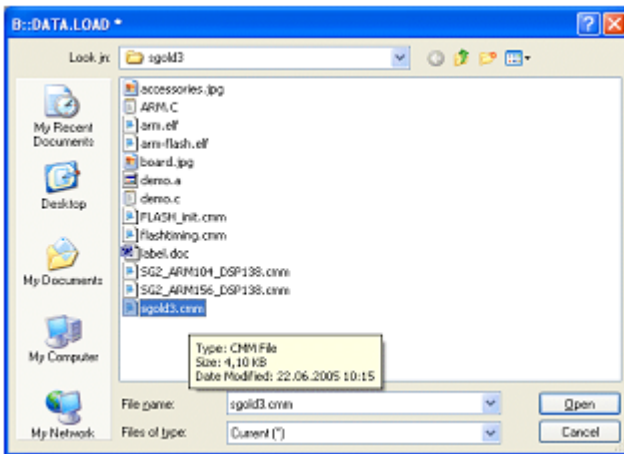 B::DATA.LOAD *
Look in:
sgold3
accessories.jpg
ARM.C
arm.elf
arm-flash.elf
board.jpg
demo.a
demo.c
FLASH_init.cmm
flashtiming.cmm
label.doc
SG2_ARM104_DSP138.cmm
SG2_ARM156_DSP138.cmm
sgold3.cmm
My Recent
Documents
Desktop
My Documents
My Computer
My Network
Type: CMM File
Size: 4,10 KB
Date Modified: 22.06.2005 10:15
File name:
sgold3.cmm
Open
Files of type:
Current (*)
Cancel